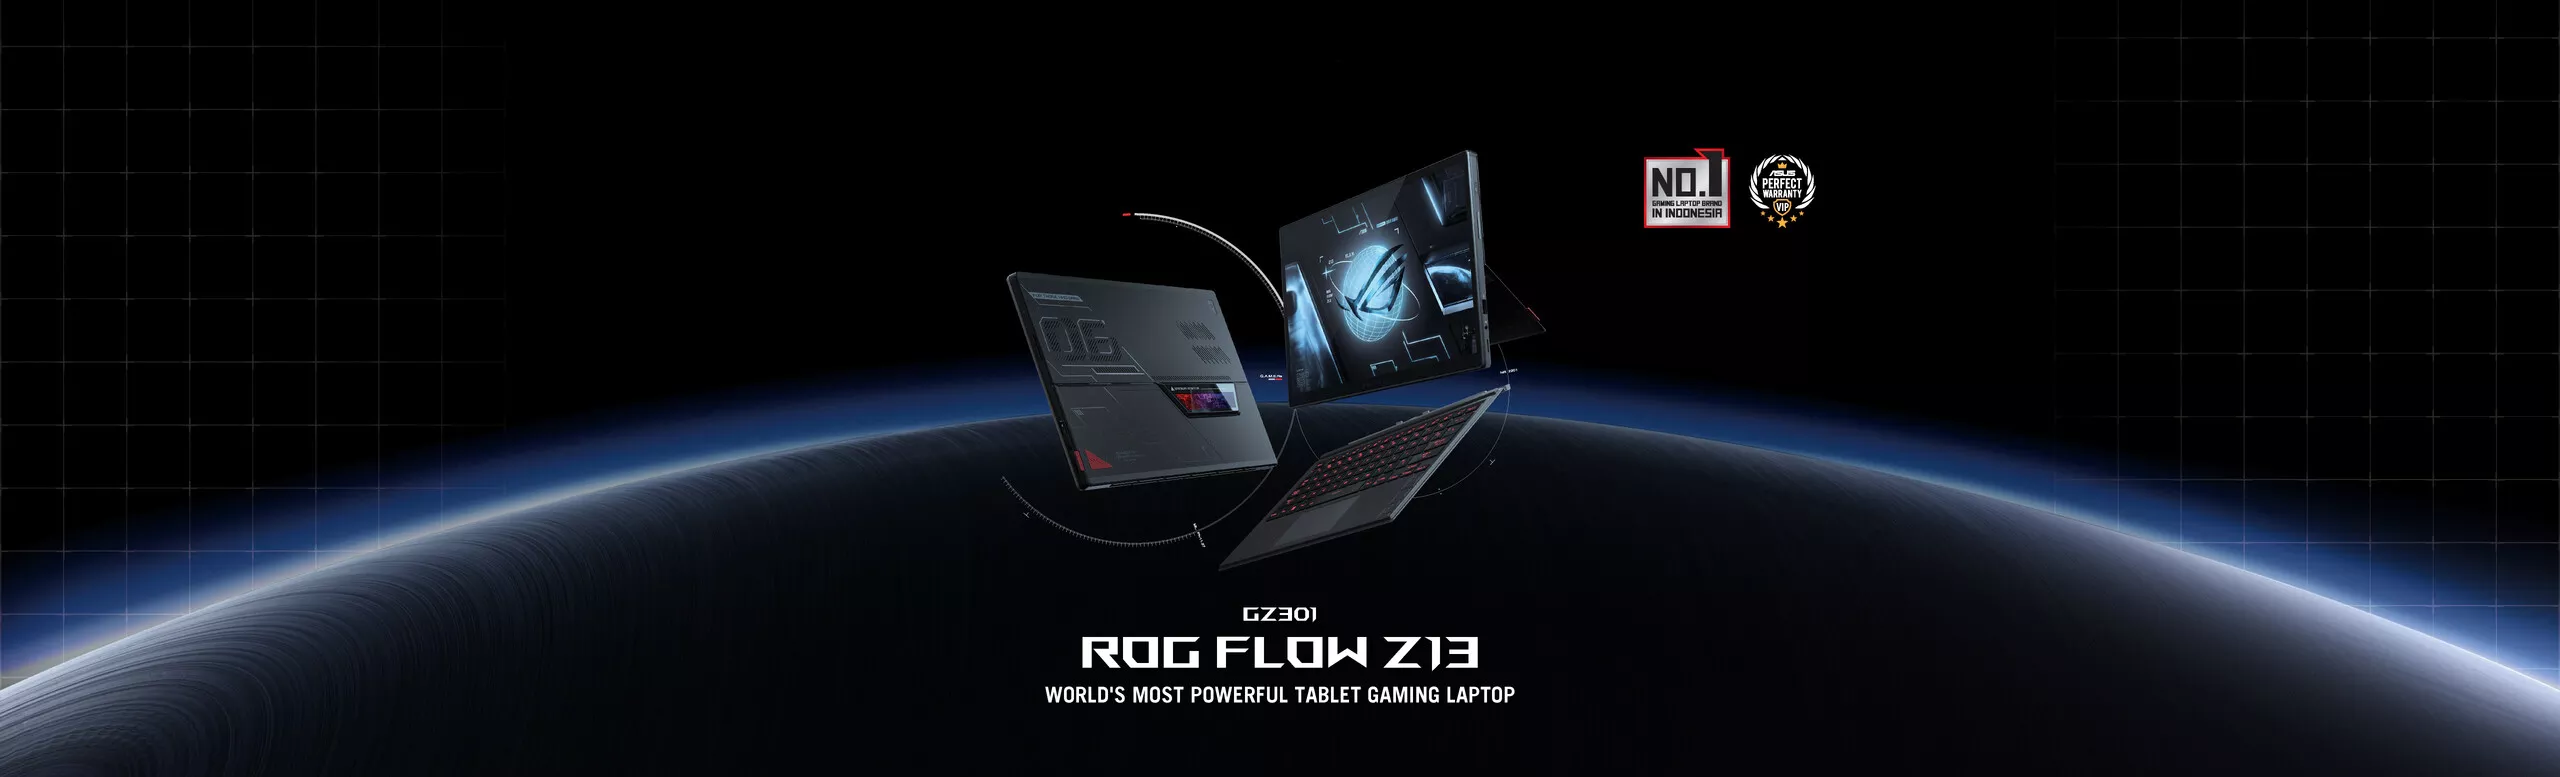 NO.1
GAMING LAPTOP BRAND
IN INDONESIA
ASUS
PERFECT
WARRANTY
VIP
06
GZ301
ROG FLOW Z13
WORLD'S MOST POWERFUL TABLET GAMING LAPTOP